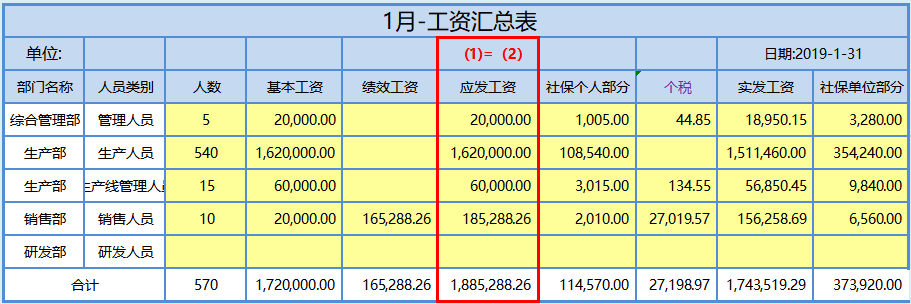 1月-工资汇总表
单位: (1)=（2） 日期:2019-1-31
部门名称 人员类别 人数 基本工资 绩效工资 应发工资 社保个人部分 个税 实发工资 社保单位部分
综合管理部 管理人员 5 20,000.00 20,000.00 1,005.00 44.85 18,950.15 3,280.00
生产部 生产人员 540 1,620,000.00 1,620,000.00 108,540.00 1,511,460.00 354,240.00
生产部 生产线管理人员 15 60,000.00 60,000.00 3,015.00 134.55 56,850.45 9,840.00
销售部 销售人员 10 20,000.00 165,288.26 185,288.26 2,010.00 27,019.57 156,258.69 6,560.00
研发部 研发人员
合计 570 1,720,000.00 165,288.26 1,885,288.26 114,570.00 27,198.97 1,743,519.29 373,920.00